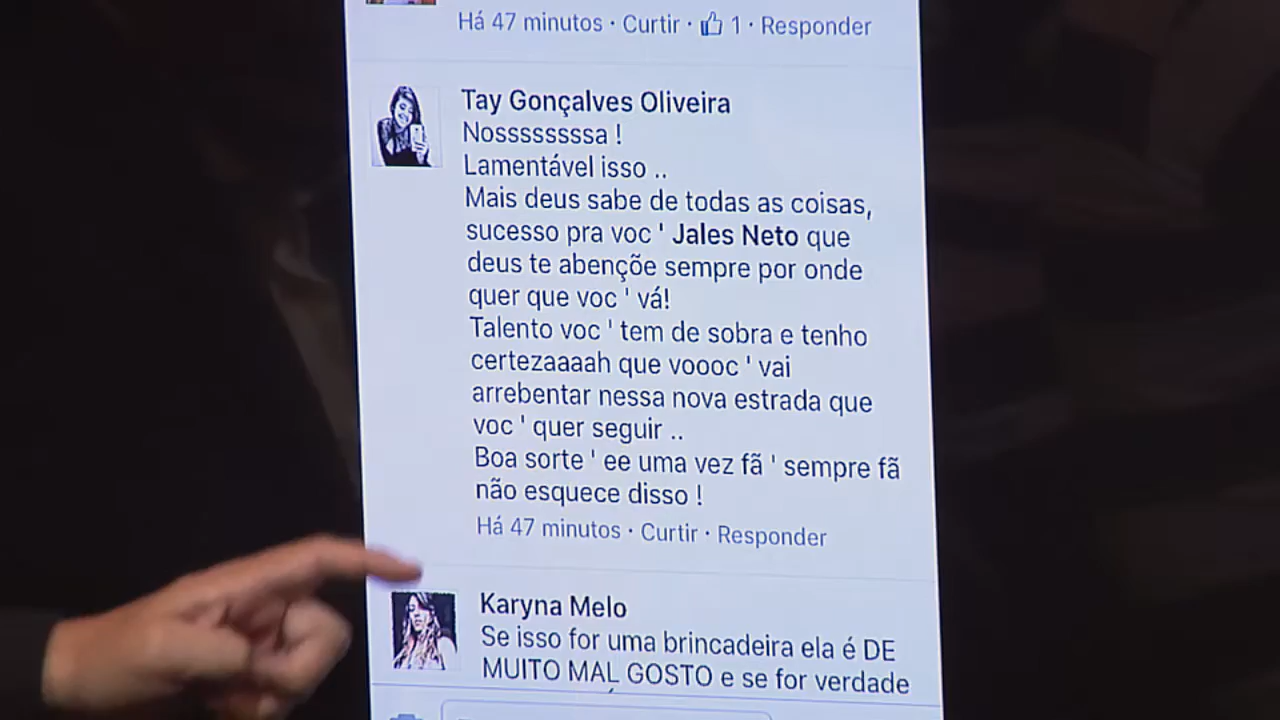 Há 47 minutos · Curtir · 1 · Responder
Tay Gonçalves Oliveira
Nossssssssa !
Lamentável isso ..
Mais deus sabe de todas as coisas,
sucesso pra voc ' Jales Neto que
deus te abenções sempre por onde
quer que voc ' vá!
Talento voc ' tem de sobra e tenho
certezaaaah que voooc ' vai
arrebentar nessa nova estrada que
voc ' quer seguir ..
Boa sorte ' ee uma vez fã ' sempre fã
não esquece disso !
Há 47 minutos · Curtir · Responder
Karyna Melo
Se isso for uma brincadeira ela é DE
MUITO MAL GOSTO e se for verdade